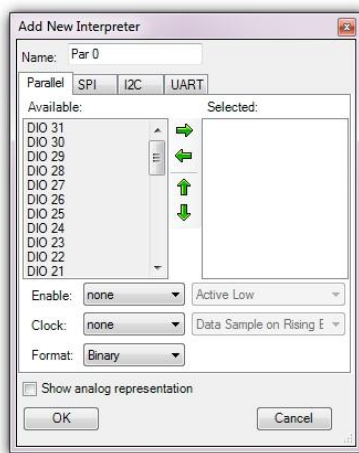 Add New Interpreter
Name: Par 0
Parallel SPI I2C UART
Available: Selected:
DIO 31
DIO 30
DIO 29
DIO 28
DIO 27
DIO 26
DIO 25
DIO 24
DIO 23
DIO 22
DIO 21
Enable: none Active Low
Clock: none Data Sample on Rising E
Format: Binary
Show analog representation
OK Cancel